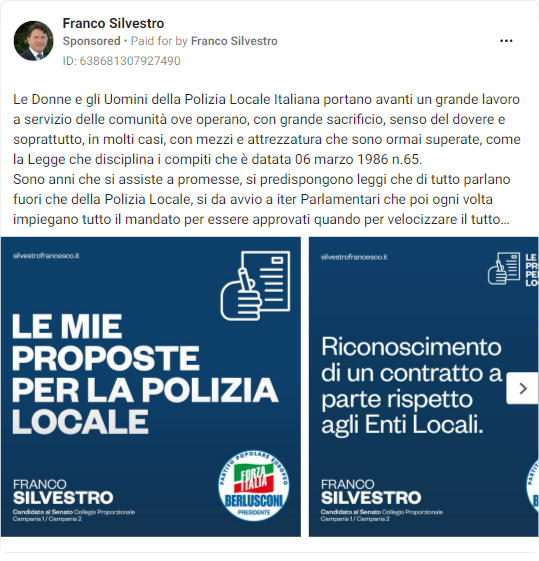 Franco Silvestro
Sponsored • Paid for by Franco Silvestro
ID: 638681307927490
Le Donne e gli Uomini della Polizia Locale Italiana portano avanti un grande lavoro
a servizio delle comunità ove operano, con grande sacrificio, senso del dovere e
soprattutto, in molti casi, con mezzi e attrezzatura che sono ormai superate, come
la Legge che disciplina i compiti che è datata 06 marzo 1986 n.65.
Sono anni che si assiste a promesse, si predispongono leggi che di tutto parlano
fuori che della Polizia Locale, si da avvio a iter Parlamentari che poi ogni volta
impiegano tutto il mandato per essere approvati quando per velocizzare il tutto...
silvestrofrancesco.it
LE MIE
PROPOSTE
PER LA POLIZIA
LOCALE
FRANCO
SILVESTRO
Candidato al Senato Collegio Proporzionale
Campania 1 / Campania 2
PARTITO POPOLARE EUROPEO
FORZA
ITALIA
BERLUSCONI
PRESIDENTE
silvestrofrancesco.it
LE
PR
PE
LO
Riconoscimento
di un contratto a
parte rispetto
agli Enti Locali.
FRANCO
SILVESTRO
Candidato al Senato Collegio Proporzionale
Campania 1 / Campania 2